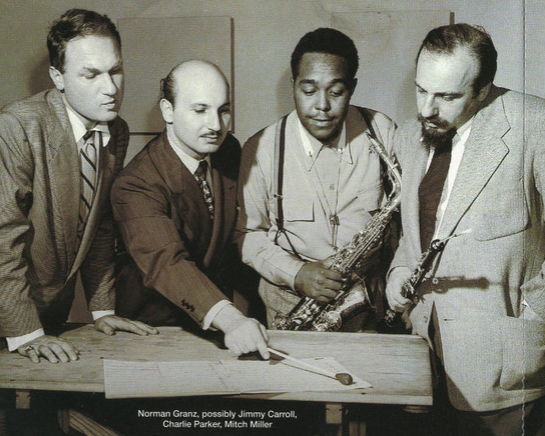 Norman Granz, possibly Jimmy Carroll,
Charlie Parker, Mitch Miller